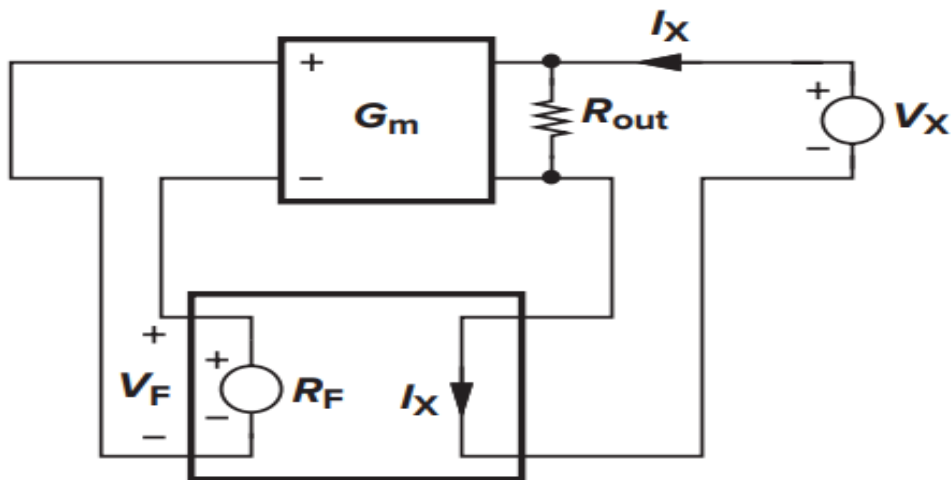 I_X
+
G_m
R_out
+
V_X
−
−
+
V_F
−
+
−
R_F
I_X